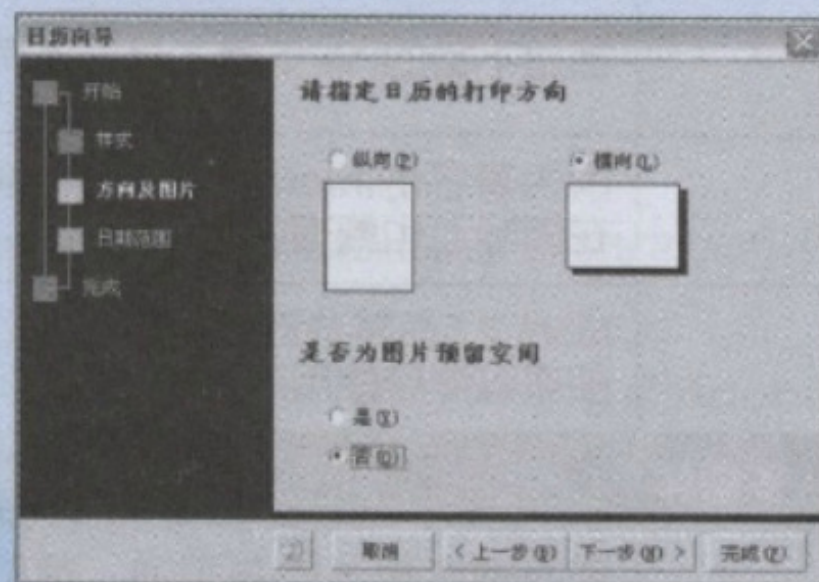 日历向导
开始
样式
方向及图片
日期范围
完成
请指定日历的打印方向
纵向(P) 横向(L)
是否为图片预留空间
是(Y)
否(O)
取消 <上一步(B) 下一步(N)> 完成(F)